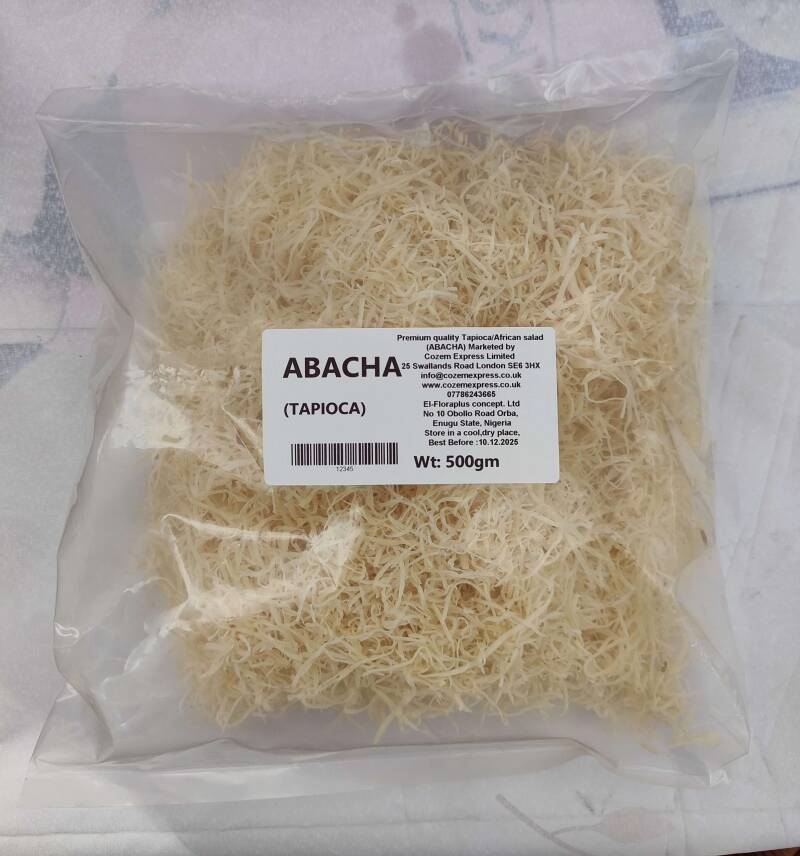 ABACHA
(TAPIOCA)
12345
Premium quality Tapioca/African salad
(ABACHA) Marketed by
Cozem Express Limited
25 Swallands Road London SE6 3HX
info@cozemexpress.co.uk
www.cozemexpress.co.uk
07786243665
El-Floraplus concept. Ltd
No 10 Obollo Road Orba,
Enugu State, Nigeria
Store in a cool,dry place,
Best Before :10.12.2025
Wt: 500gm